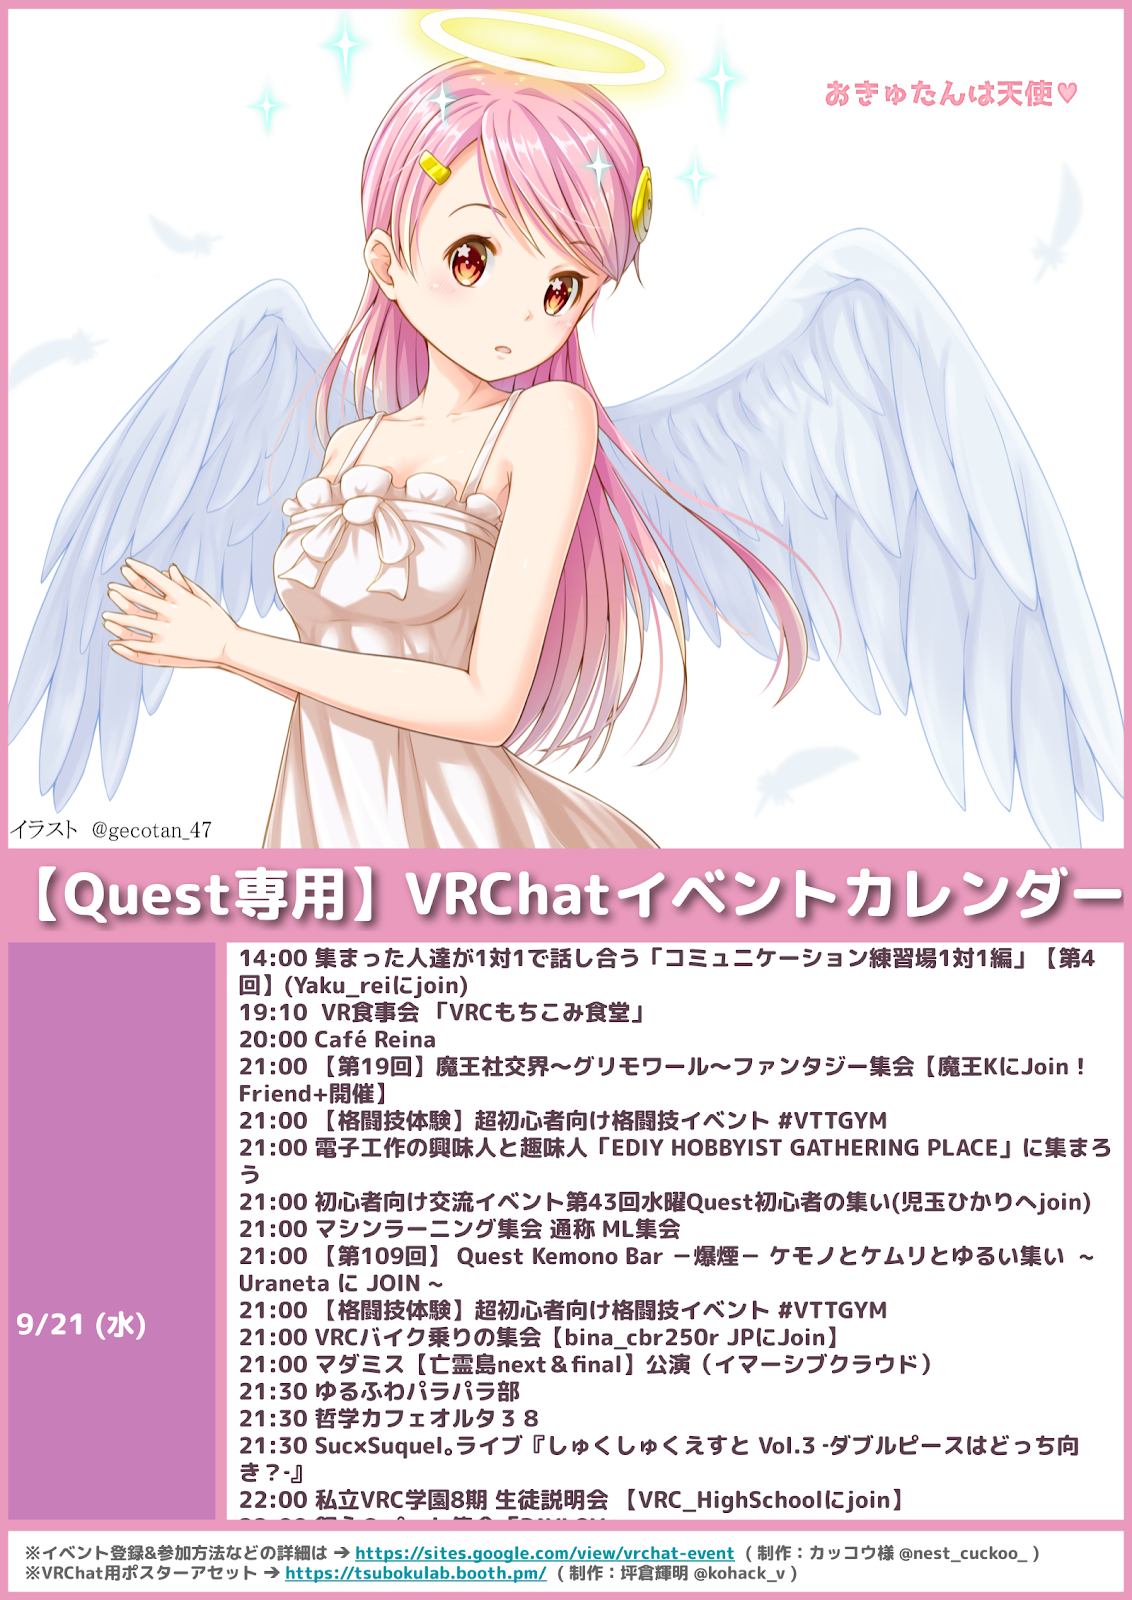 おきゅたんは天使♥
イラスト @gecotan_47
【Quest専用】VRChatイベントカレンダー
9/21 (水)
14:00 集まった人達が1対1で話し合う「コミュニケーション練習場1対1編」【第4
回】(Yaku_reiにjoin)
19:10 VR食事会 「VRCもちこみ食堂」
20:00 Café Reina
21:00 【第19回】魔王社交界～グリモワール～ファンタジー集会【魔王KにJoin！
Friend+開催】
21:00 【格闘技体験】超初心者向け格闘技イベント #VTTGYM
21:00 電子工作の興味人と趣味人「EDIY HOBBYIST GATHERING PLACE」に集まろ
う
21:00 初心者向け交流イベント第43回水曜Quest初心者の集い(児玉ひかりへjoin)
21:00 マシンラーニング集会 通称 ML集会
21:00 【第109回】 Quest Kemono Bar －爆煙－ ケモノとケムリとゆるい集い ~
Uraneta に JOIN ~
21:00 【格闘技体験】超初心者向け格闘技イベント #VTTGYM
21:00 VRCバイク乗りの集会【bina_cbr250r JPにJoin】
21:00 マダミス【亡霊島next＆final】公演（イマーシブクラウド）
21:30 ゆるふわパラパラ部
21:30 哲学カフェオルタ３８
21:30 Suc×Suquel。ライブ『しゅくしゅくえすと Vol.3 -ダブルピースはどっち向
き？-』
22:00 私立VRC学園8期 生徒説明会 【VRC_HighSchoolにjoin】
※イベント登録&参加方法などの詳細は ➔ https://sites.google.com/view/vrchat-event ( 制作：カッコウ様 @nest_cuckoo_ )
※VRChat用ポスターアセット ➔ https://tsubokulab.booth.pm/ ( 制作：坪倉輝明 @kohack_v )